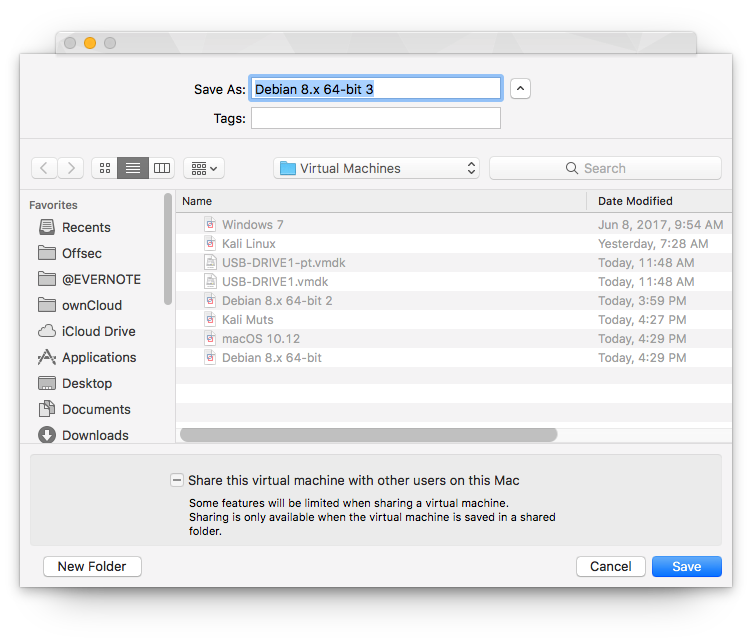 Save As: Debian 8.x 64-bit 3
Tags:
Virtual Machines
Search
Favorites
Recents
Offsec
@EVERNOTE
ownCloud
iCloud Drive
Applications
Desktop
Documents
Downloads
Name Date Modified
Windows 7 Jun 8, 2017, 9:54 AM
Kali Linux Yesterday, 7:28 AM
USB-DRIVE1-pt.vmdk Today, 11:48 AM
USB-DRIVE1.vmdk Today, 11:48 AM
Debian 8.x 64-bit 2 Today, 3:59 PM
Kali Muts Today, 4:27 PM
macOS 10.12 Today, 4:29 PM
Debian 8.x 64-bit Today, 4:29 PM
Share this virtual machine with other users on this Mac
Some features will be limited when sharing a virtual machine.
Sharing is only available when the virtual machine is saved in a shared
folder.
New Folder Cancel Save